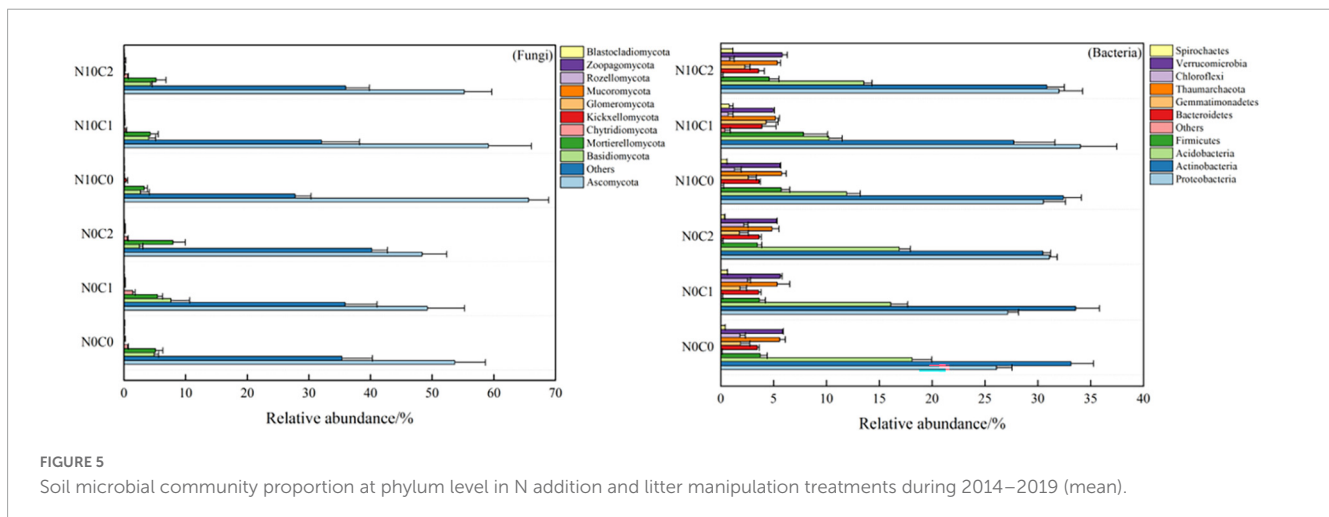 (Fungi)
N10C2
N10C1
N10C0
N0C2
N0C1
N0C0
0 10 20 30 40 50 60 70
Relative abundance/%
Blastocladiomycota
Zoopagomycota
Rozellomycota
Mucoromycota
Glomeromycota
Kickxellomycota
Chytridiomycota
Mortierellomycota
Basidiomycota
Others
Ascomycota
(Bacteria)
N10C2
N10C1
N10C0
N0C2
N0C1
N0C0
0 5 10 15 20 25 30 35 40
Relative abundance/%
Spirochaetes
Verrucomicrobia
Chloroflexi
Thaumarchaeota
Gemmatimonadetes
Bacteroidetes
Others
Firmicutes
Acidobacteria
Actinobacteria
Proteobacteria
FIGURE 5
Soil microbial community proportion at phylum level in N addition and litter manipulation treatments during 2014–2019 (mean).